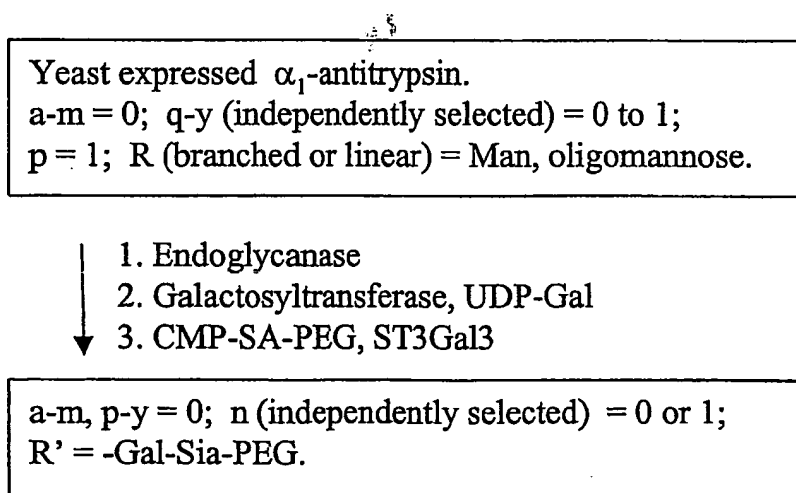 Yeast expressed α₁-antitrypsin.
a-m = 0; q-y (independently selected) = 0 to 1;
p = 1; R (branched or linear) = Man, oligomannose.
1. Endoglycanase
2. Galactosyltransferase, UDP-Gal
3. CMP-SA-PEG, ST3Gal3
a-m, p-y = 0; n (independently selected) = 0 or 1;
R' = -Gal-Sia-PEG.